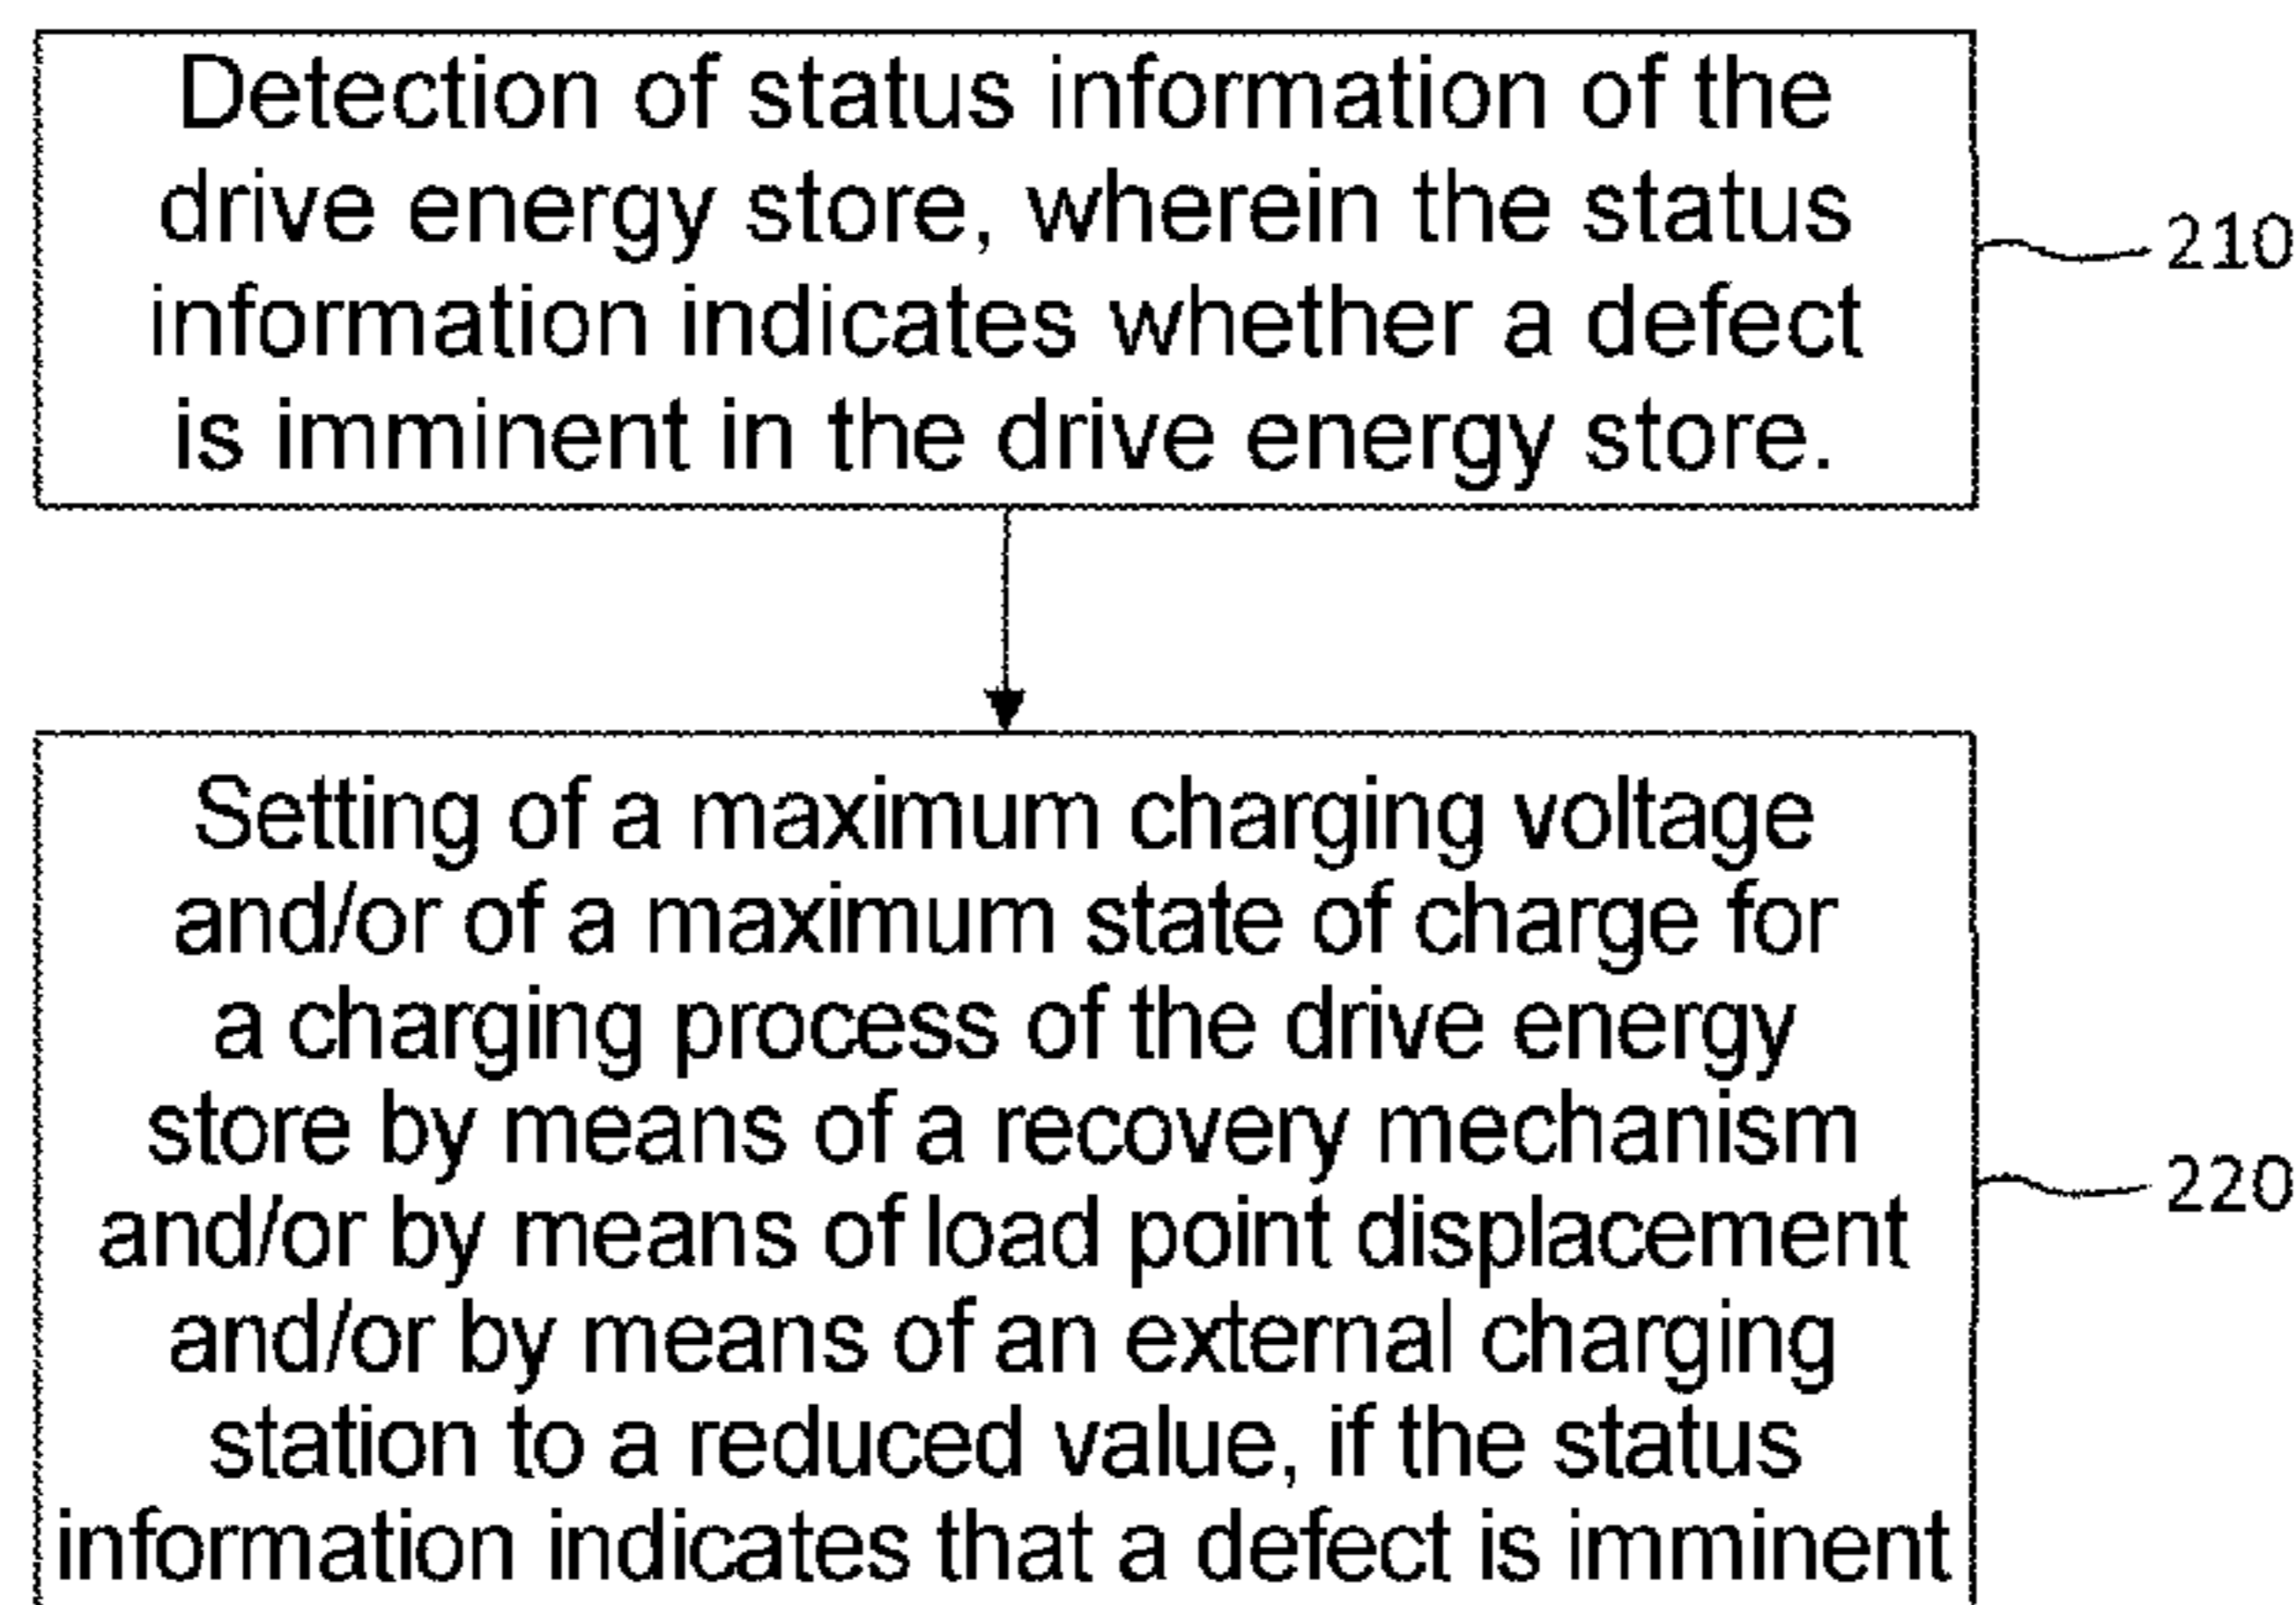 Detection of status information of the
drive energy store, wherein the status
information indicates whether a defect
is imminent in the drive energy store.
210
Setting of a maximum charging voltage
and/or of a maximum state of charge for
a charging process of the drive energy
store by means of a recovery mechanism
and/or by means of load point displacement
and/or by means of an external charging
station to a reduced value, if the status
information indicates that a defect is imminent
220